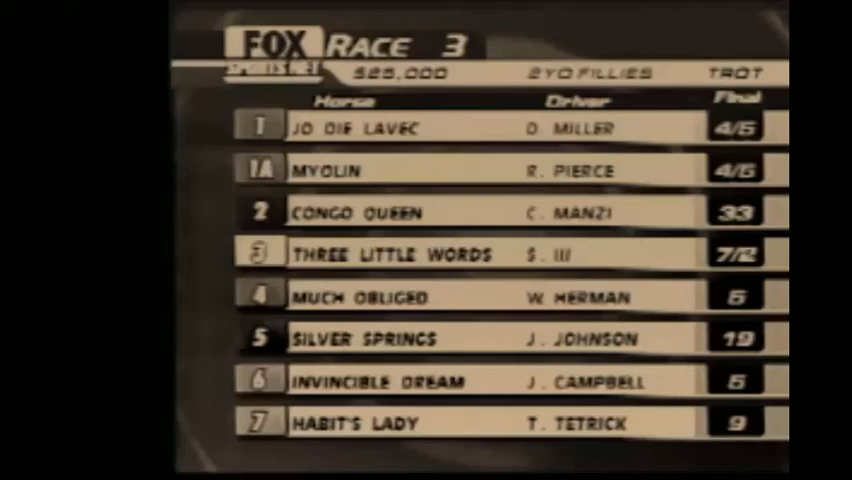 FOX RACE 3
SPORTS NET $25,000 2YO FILLIES TROT
Horse Driver Final
1 JO DIE LAVEC D. MILLER 4/5
1A MYOLIN R. PIERCE 4/5
2 CONGO QUEEN C. MANZI 33
3 THREE LITTLE WORDS S. III 7/2
4 MUCH OBLIGED W. HERMAN 5
5 SILVER SPRINGS J. JOHNSON 19
6 INVINCIBLE DREAM J. CAMPBELL 5
7 HABIT'S LADY T. TETRICK 9